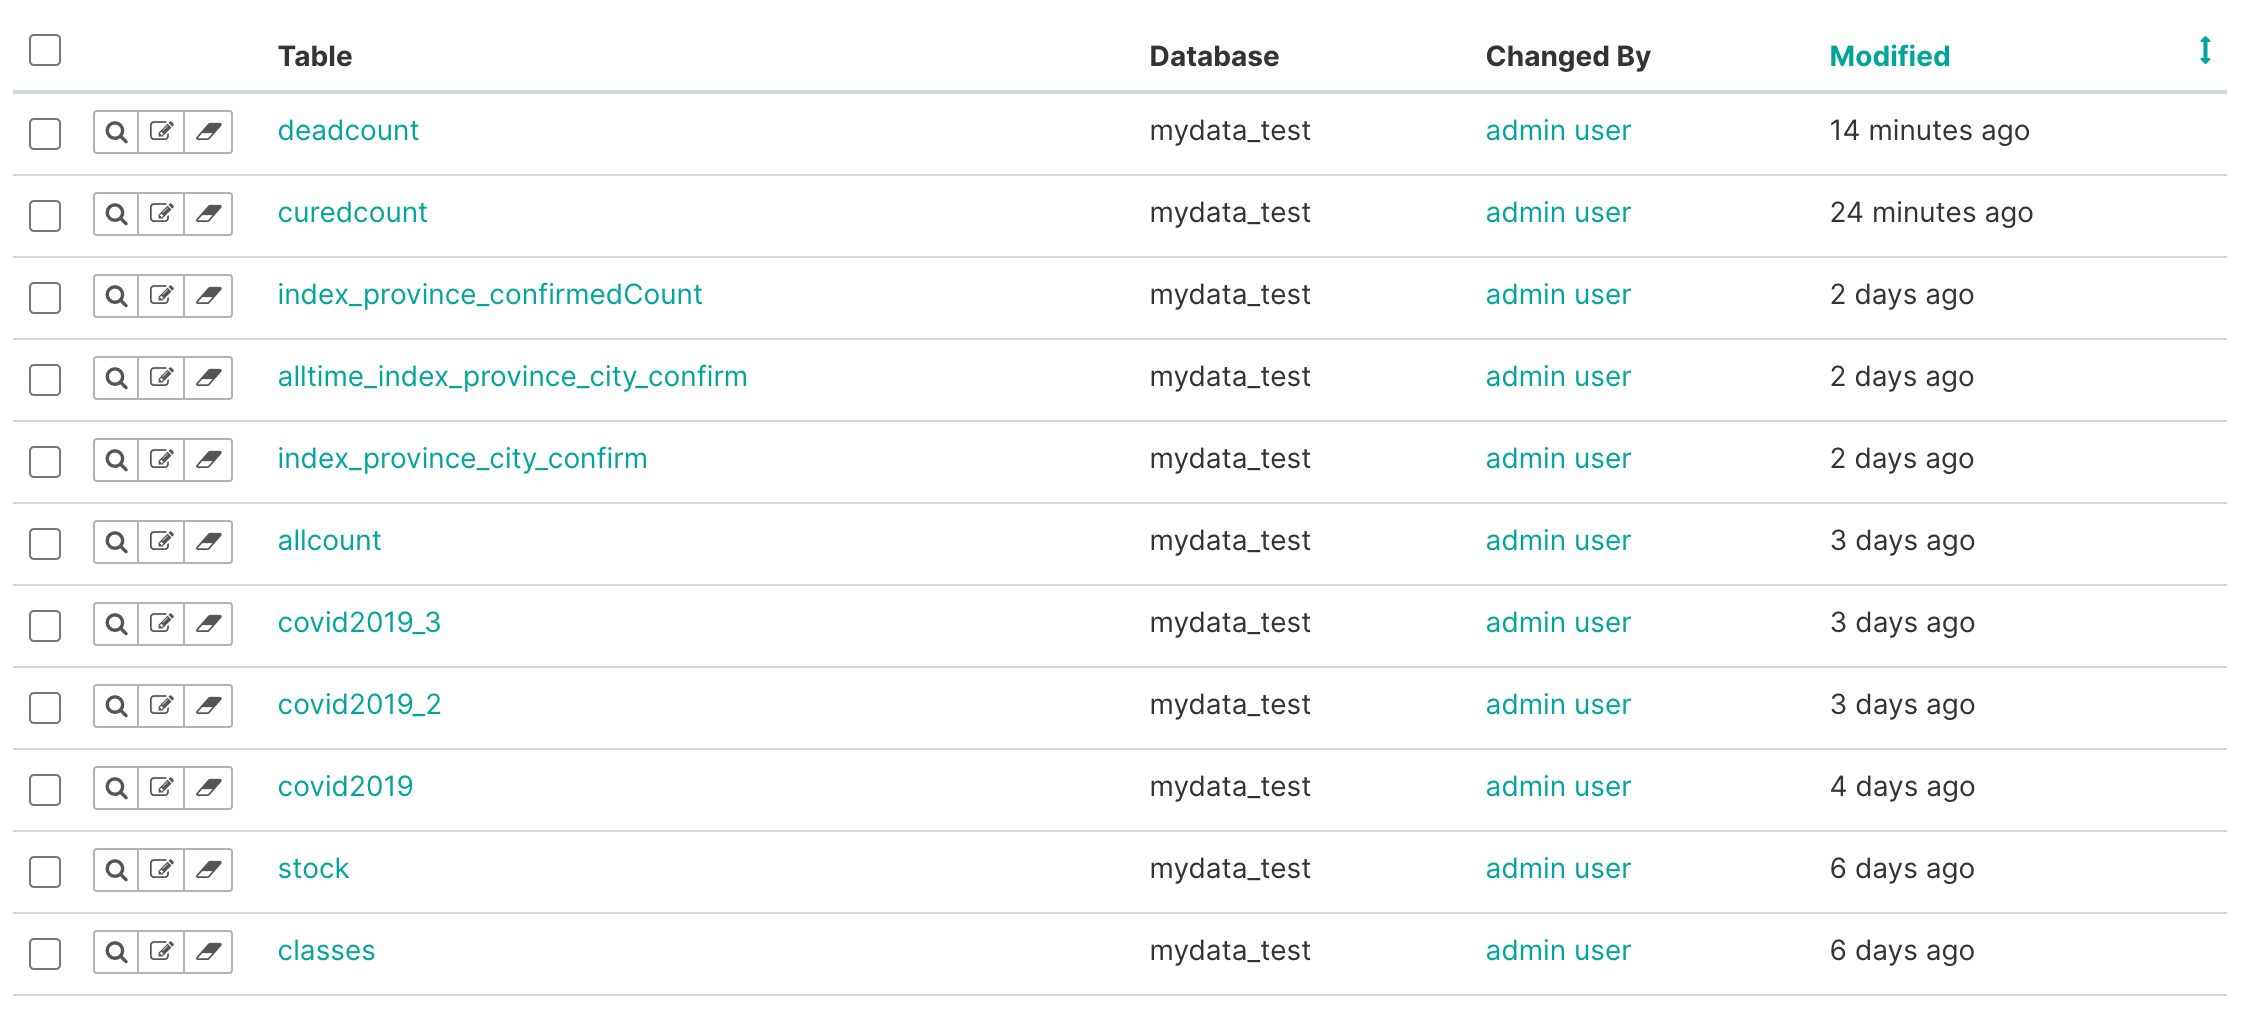 Table Database Changed By Modified
deadcount mydata_test admin user 14 minutes ago
curedcount mydata_test admin user 24 minutes ago
index_province_confirmedCount mydata_test admin user 2 days ago
alltime_index_province_city_confirm mydata_test admin user 2 days ago
index_province_city_confirm mydata_test admin user 2 days ago
allcount mydata_test admin user 3 days ago
covid2019_3 mydata_test admin user 3 days ago
covid2019_2 mydata_test admin user 3 days ago
covid2019 mydata_test admin user 4 days ago
stock mydata_test admin user 6 days ago
classes mydata_test admin user 6 days ago